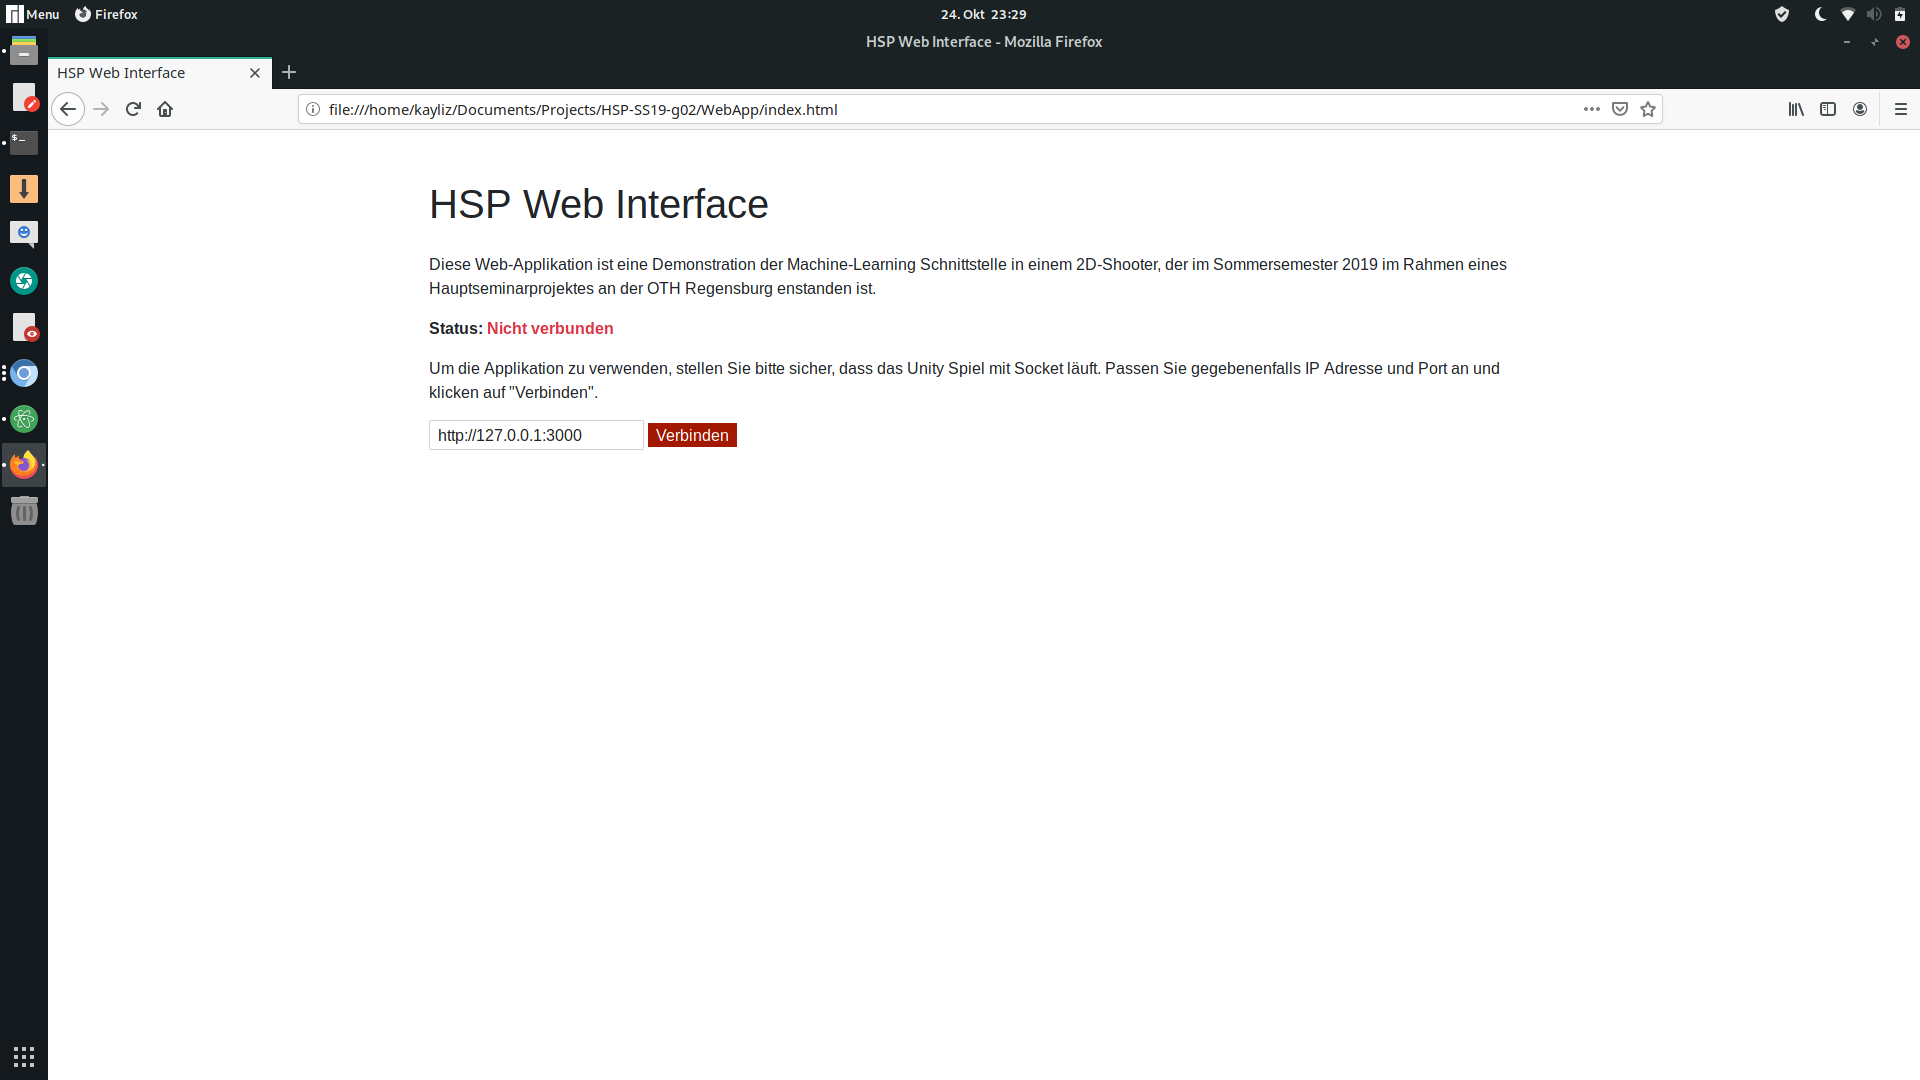 Menu Firefox 24. Okt 23:29
HSP Web Interface - Mozilla Firefox
HSP Web Interface
file:///home/kayliz/Documents/Projects/HSP-SS19-g02/WebApp/index.html
$_
HSP Web Interface
Diese Web-Applikation ist eine Demonstration der Machine-Learning Schnittstelle in einem 2D-Shooter, der im Sommersemester 2019 im Rahmen eines
Hauptseminarprojektes an der OTH Regensburg enstanden ist.
Status: Nicht verbunden
Um die Applikation zu verwenden, stellen Sie bitte sicher, dass das Unity Spiel mit Socket läuft. Passen Sie gegebenenfalls IP Adresse und Port an und
klicken auf "Verbinden".
http://127.0.0.1:3000 Verbinden